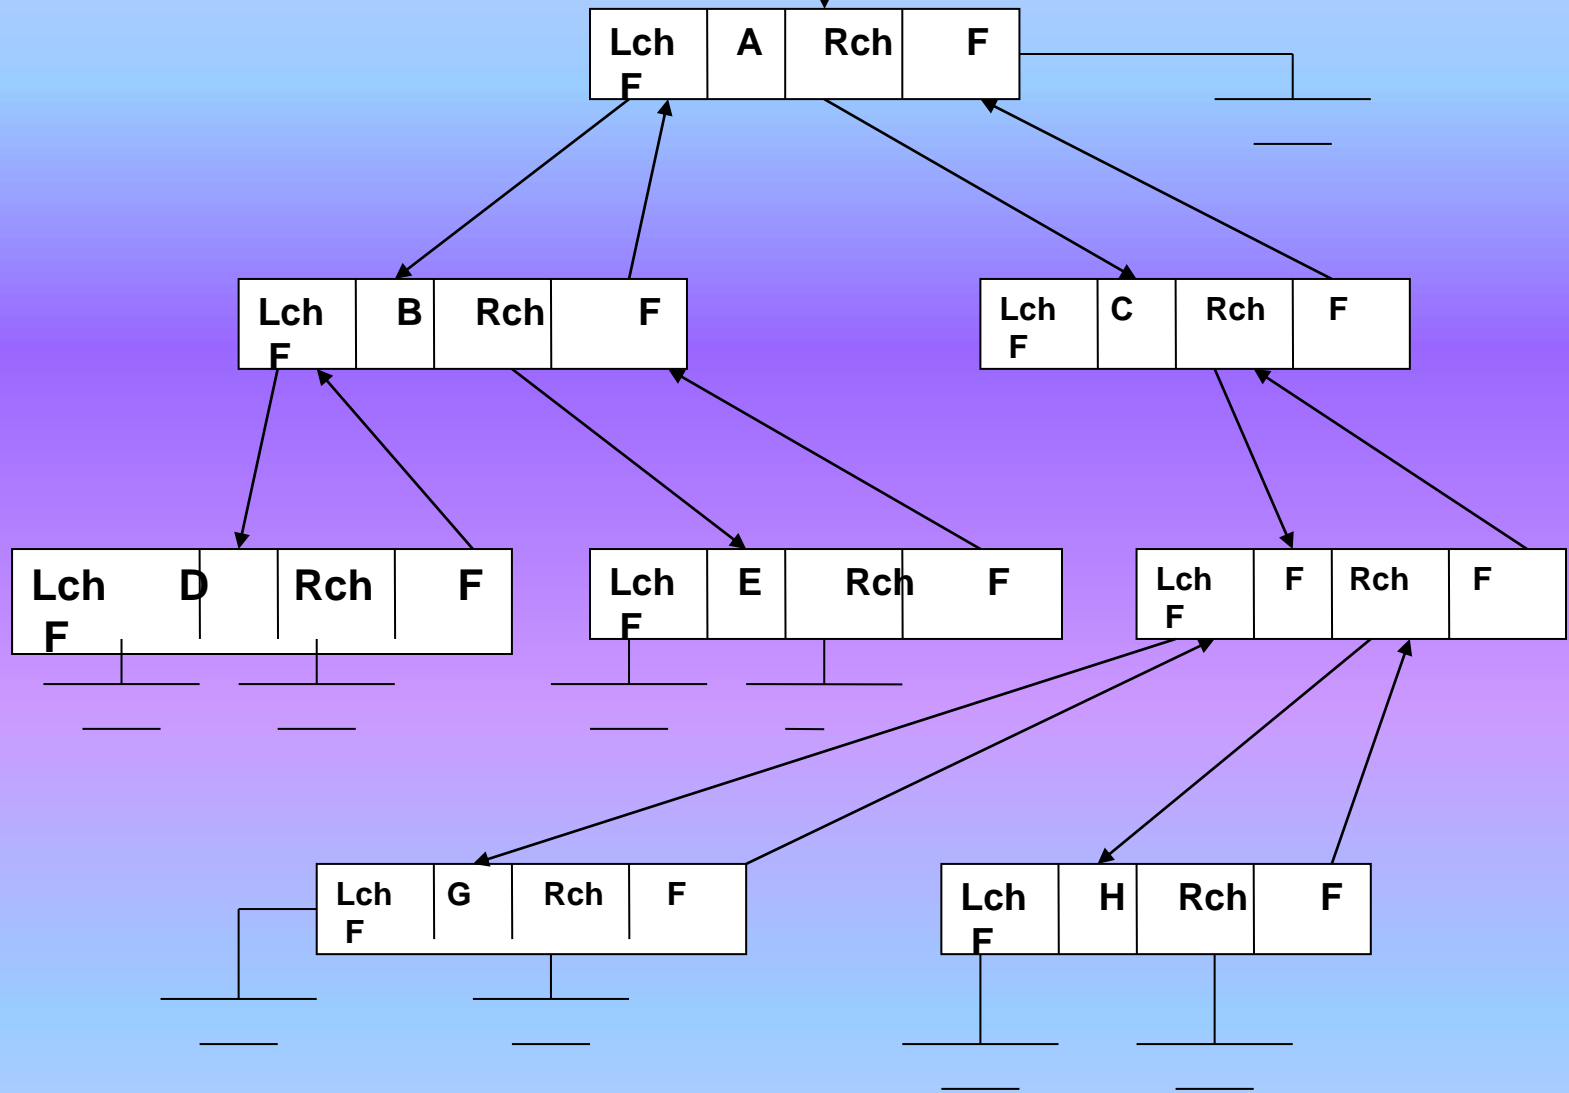 Lch A Rch F
F
Lch B Rch F
F
Lch C Rch F
F
Lch D Rch F
F
Lch E Rch F
F
Lch F Rch F
F
Lch G Rch F
F
Lch H Rch F
F